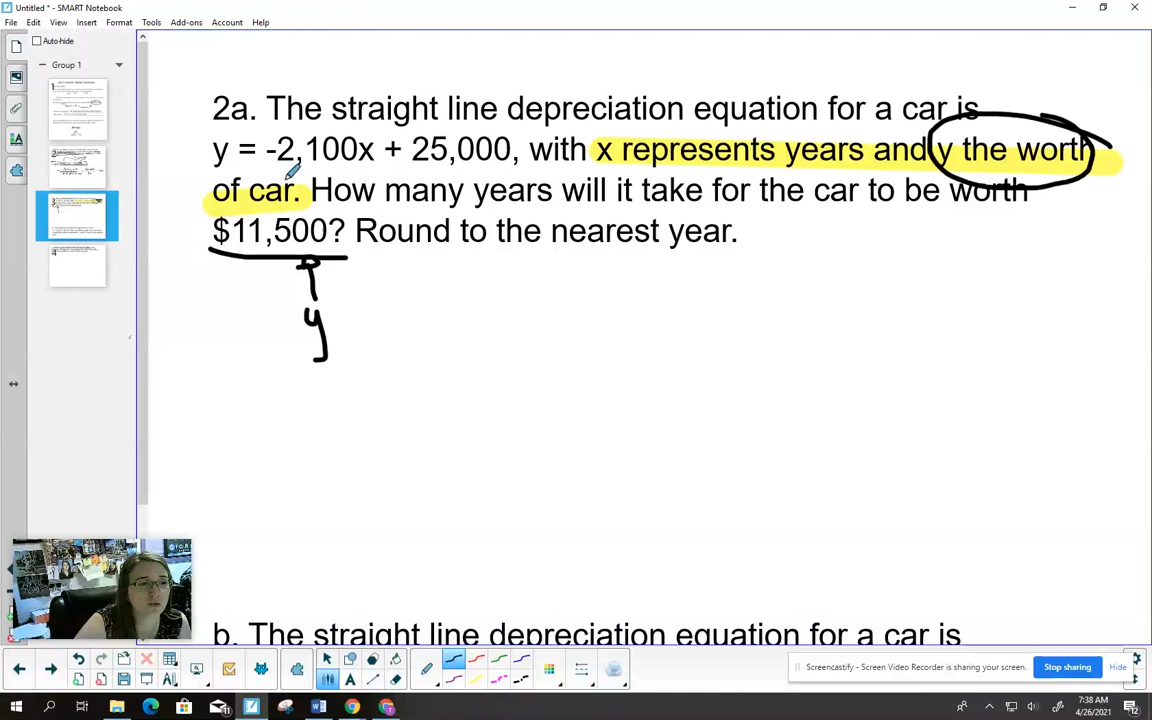 Untitled * - SMART Notebook
File Edit View Insert Format Tools Add-ons Account Help
Auto-hide
Group 1
2a. The straight line depreciation equation for a car is
y = -2,100x + 25,000, with x represents years and y the worth
of car. How many years will it take for the car to be worth
$11,500? Round to the nearest year.
y
b. The straight line depreciation equation for a car is
Screencastify - Screen Video Recorder is sharing your screen.
Stop sharing
Hide
7:38 AM
4/26/2021